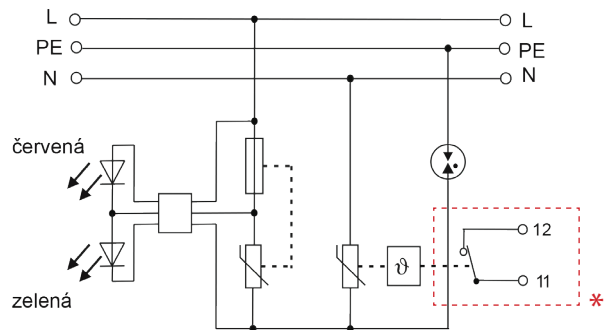 L L
PE PE
N N
červená
12
ϑ
11
zelená
*